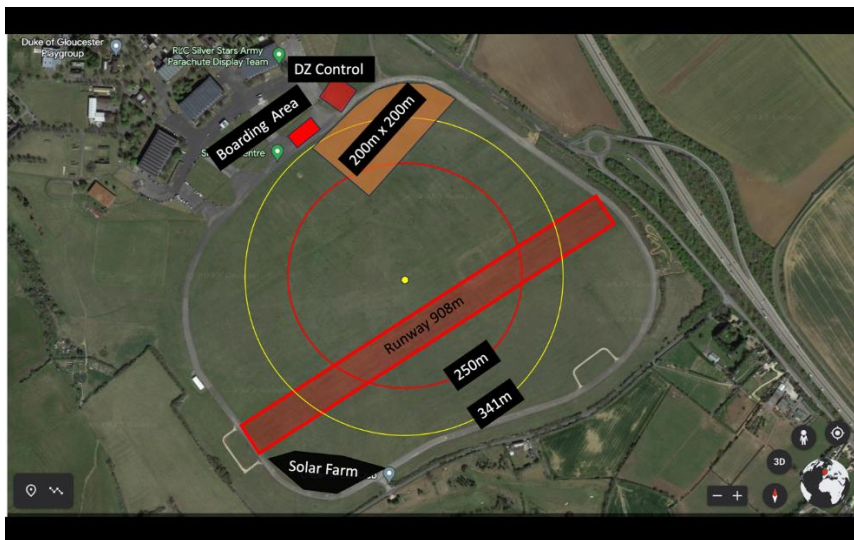 Duke of Gloucester
Playgroup
RLC Silver Stars Army
Parachute Display Team
DZ Control
Boarding Area
200m x 200m
Runway 908m
250m
341m
Solar Farm
3D